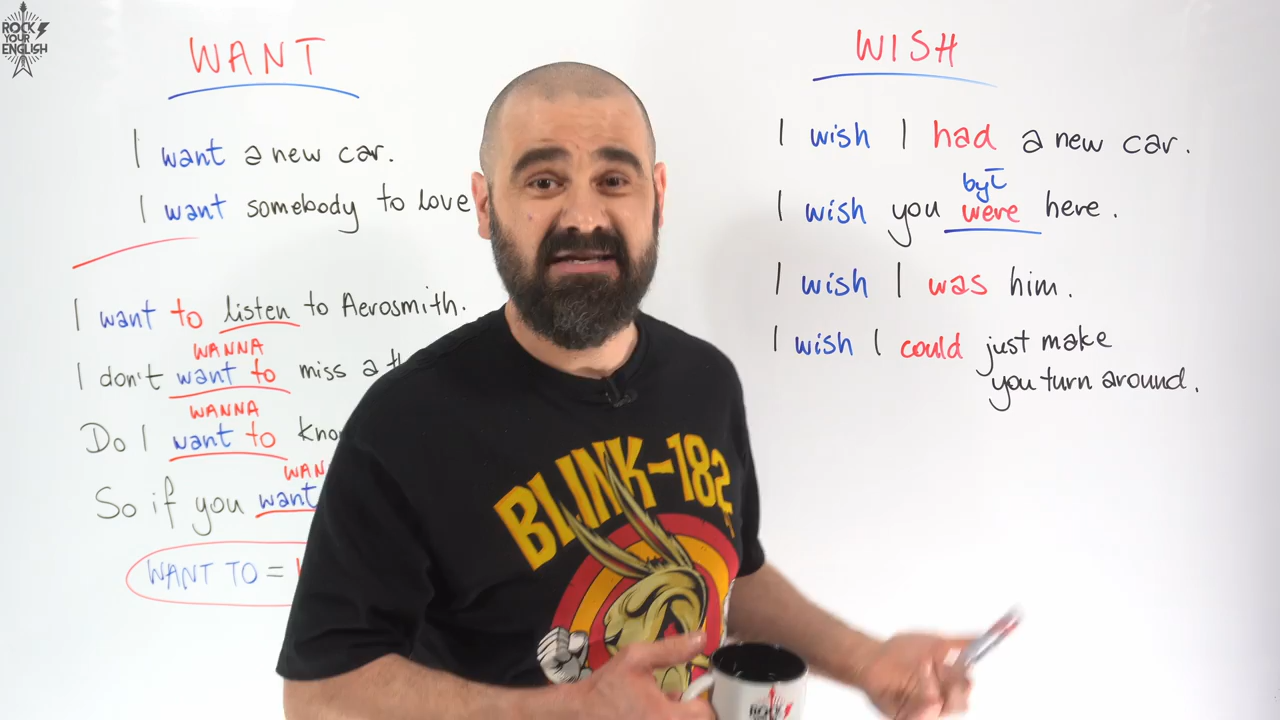 ROCK
YOUR
ENGLISH
WANT
I want a new car.
I want somebody to love
I want to listen to Aerosmith.
WANNA
I don't want to miss a
WANNA
Do I want to
So if you want
WANT TO =
WISH
I wish I had a new car.
być
I wish you were here.
I wish I was him.
I wish I could just make
you turn around.
BLINK-182
ROCK